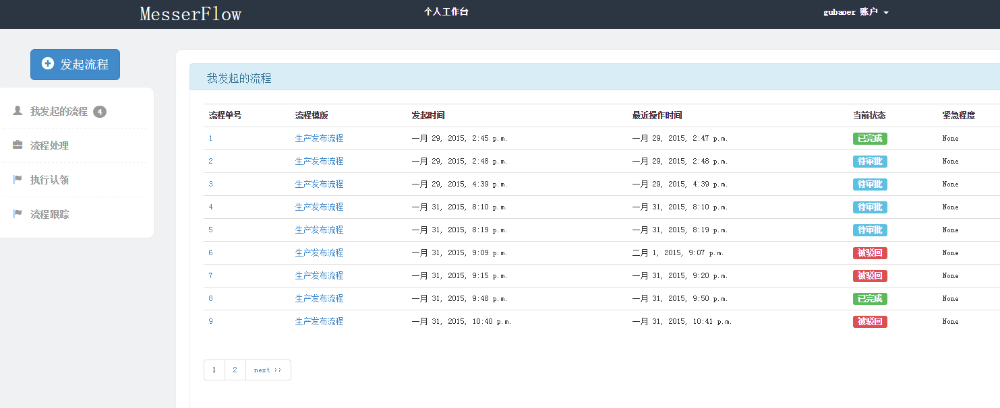 MesserFlow 个人工作台 gubaoer 账户
发起流程
我发起的流程 4
流程处理
执行认领
流程跟踪
我发起的流程
流程单号 流程模版 发起时间 最近操作时间 当前状态 紧急程度
1 生产发布流程 一月 29, 2015, 2:45 p.m. 一月 29, 2015, 2:47 p.m. 已完成 None
2 生产发布流程 一月 29, 2015, 2:48 p.m. 一月 29, 2015, 2:48 p.m. 待审批 None
3 生产发布流程 一月 29, 2015, 4:39 p.m. 一月 29, 2015, 4:39 p.m. 待审批 None
4 生产发布流程 一月 31, 2015, 8:10 p.m. 一月 31, 2015, 8:10 p.m. 待审批 None
5 生产发布流程 一月 31, 2015, 8:19 p.m. 一月 31, 2015, 8:19 p.m. 待审批 None
6 生产发布流程 一月 31, 2015, 9:09 p.m. 二月 1, 2015, 9:07 p.m. 被驳回 None
7 生产发布流程 一月 31, 2015, 9:15 p.m. 一月 31, 2015, 9:20 p.m. 被驳回 None
8 生产发布流程 一月 31, 2015, 9:48 p.m. 一月 31, 2015, 9:50 p.m. 已完成 None
9 生产发布流程 一月 31, 2015, 10:40 p.m. 一月 31, 2015, 10:41 p.m. 被驳回 None
1 2 next >>